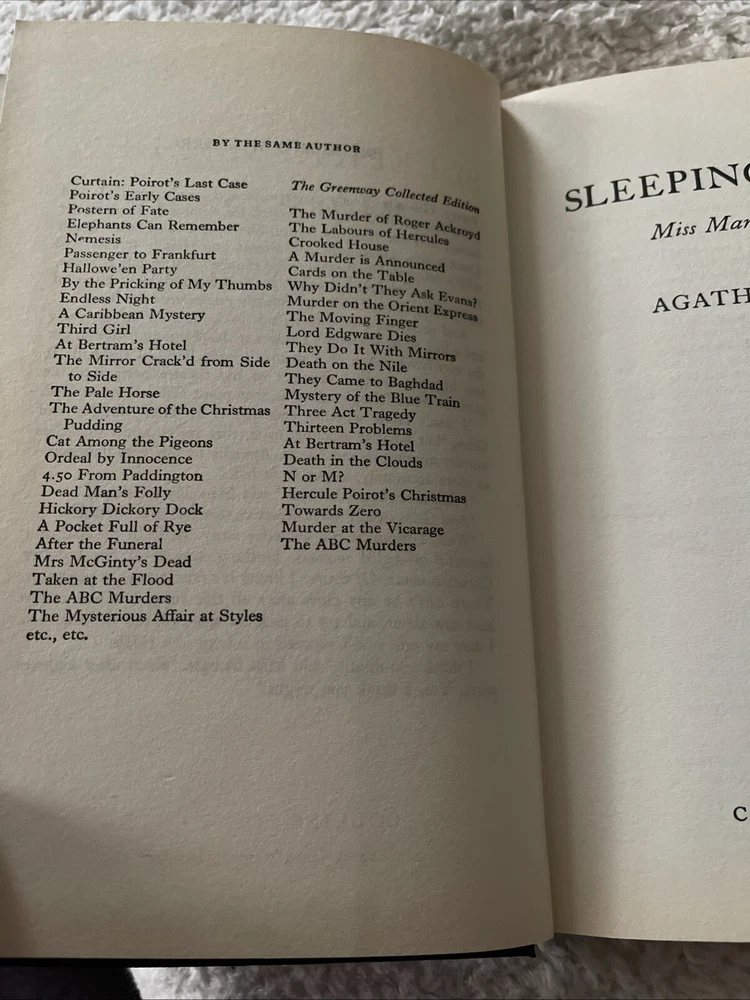 BY THE SAME AUTHOR
Curtain: Poirot's Last Case
Poirot's Early Cases
Postern of Fate
Elephants Can Remember
Nemesis
Passenger to Frankfurt
Hallowe'en Party
By the Pricking of My Thumbs
Endless Night
A Caribbean Mystery
Third Girl
At Bertram's Hotel
The Mirror Crack'd from Side
to Side
The Pale Horse
The Adventure of the Christmas
Pudding
Cat Among the Pigeons
Ordeal by Innocence
4.50 From Paddington
Dead Man's Folly
Hickory Dickory Dock
A Pocket Full of Rye
After the Funeral
Mrs McGinty's Dead
Taken at the Flood
The ABC Murders
The Mysterious Affair at Styles
etc., etc.
The Greenway Collected Edition
The Murder of Roger Ackroyd
The Labours of Hercules
Crooked House
A Murder is Announced
Cards on the Table
Why Didn't They Ask Evans?
Murder on the Orient Express
The Moving Finger
Lord Edgware Dies
They Do It With Mirrors
Death on the Nile
They Came to Baghdad
Mystery of the Blue Train
Three Act Tragedy
Thirteen Problems
At Bertram's Hotel
Death in the Clouds
N or M?
Hercule Poirot's Christmas
Towards Zero
Murder at the Vicarage
The ABC Murders
SLEEPING
Miss Mar
AGATH
C